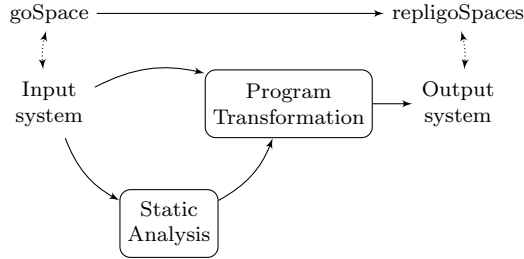 goSpace
repligoSpaces
Input
system
Program
Transformation
Output
system
Static
Analysis